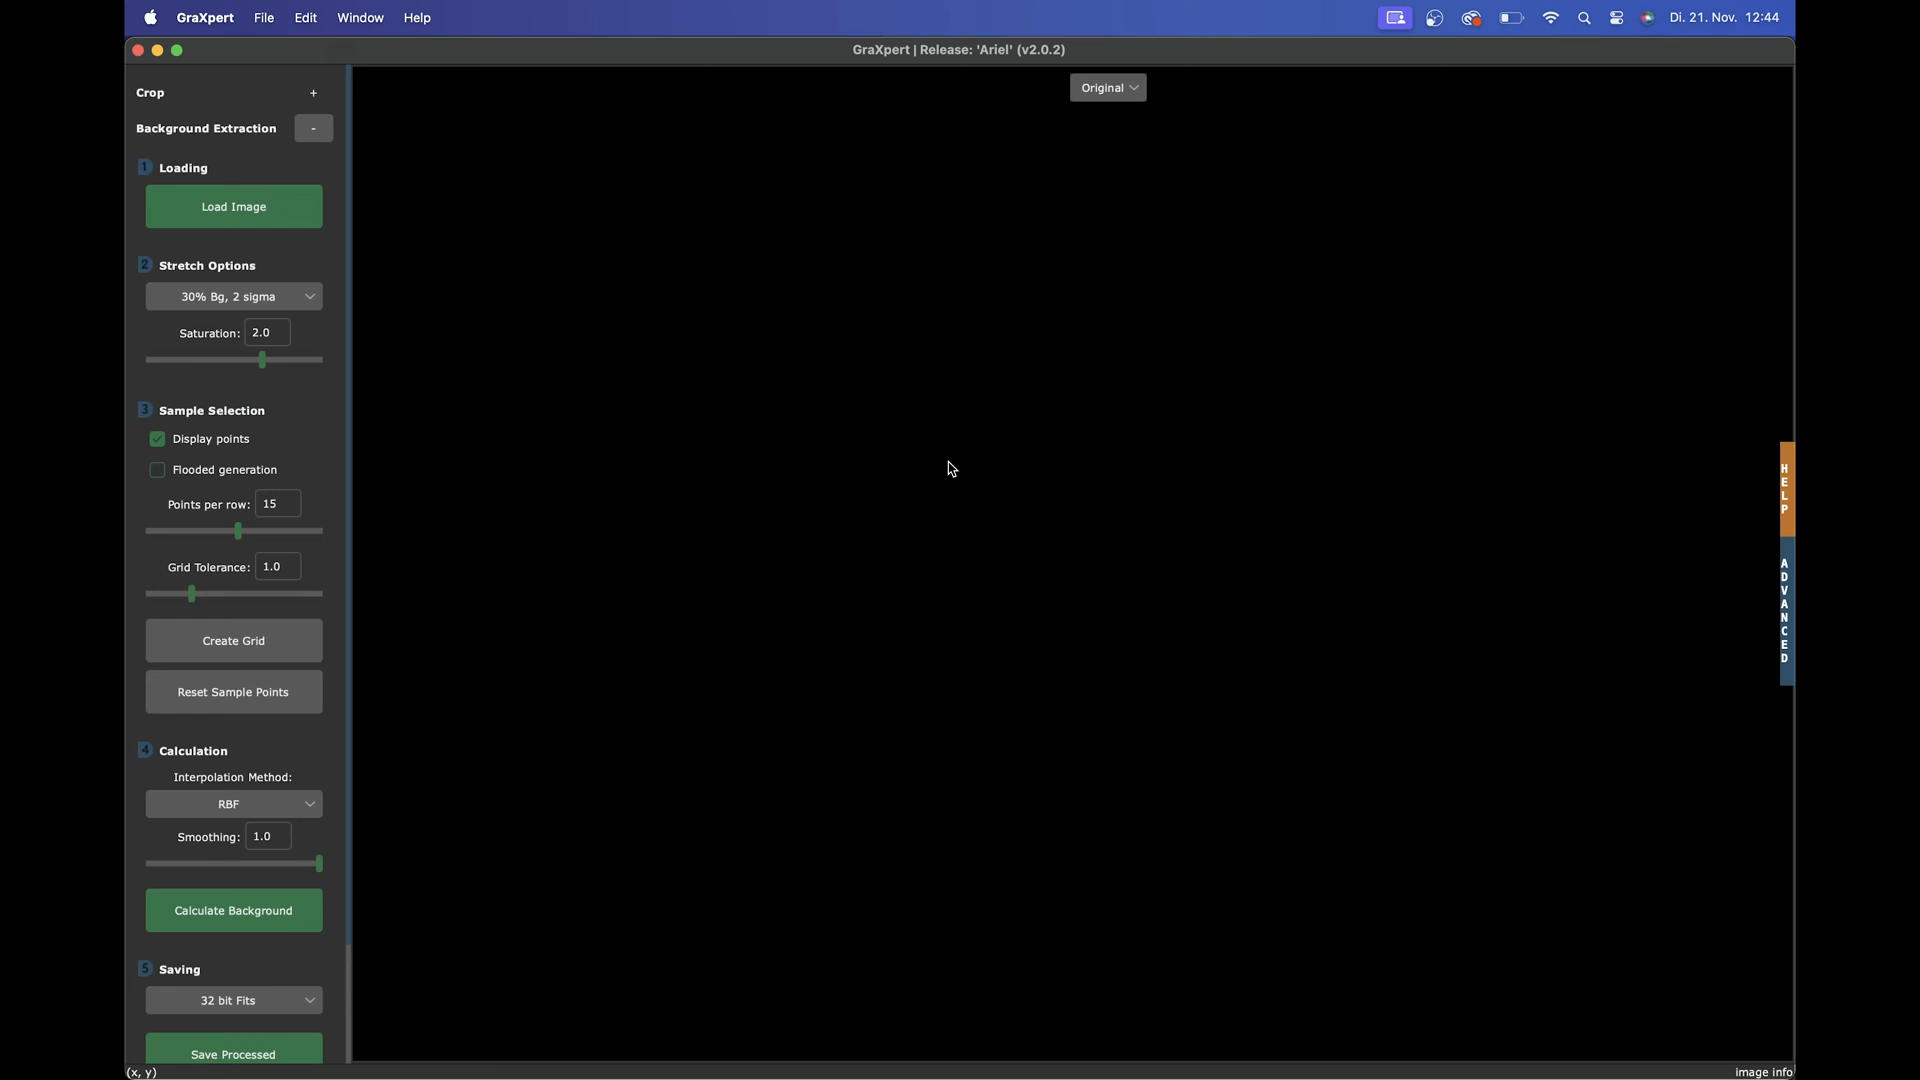 GraXpert File Edit Window Help Di. 21. Nov. 12:44
GraXpert | Release: 'Ariel' (v2.0.2)
Crop +
Original
Background Extraction -
1 Loading
Load Image
2 Stretch Options
30% Bg, 2 sigma
Saturation: 2.0
3 Sample Selection
Display points
Flooded generation
Points per row: 15
Grid Tolerance: 1.0
Create Grid
Reset Sample Points
4 Calculation
Interpolation Method:
RBF
Smoothing: 1.0
Calculate Background
5 Saving
32 bit Fits
Save Processed
HELP
ADVANCED
(x, y) image info